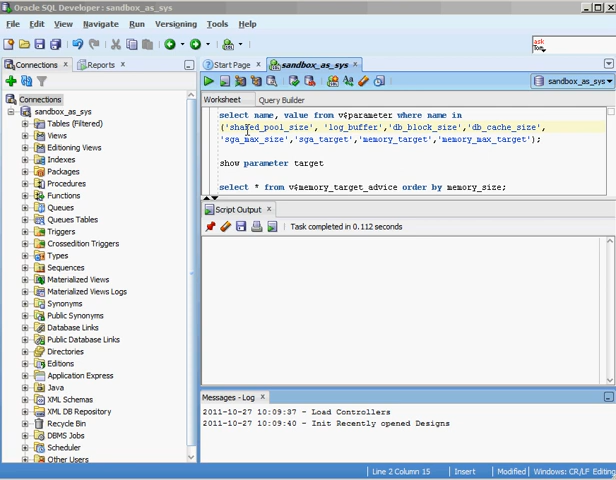 Oracle SQL Developer : sandbox_as_sys
File Edit View Navigate Run Versioning Tools Help
ask
Tom
Connections Reports
Start Page sandbox_as_sys
sandbox_as_sys
Worksheet Query Builder
select name, value from v$parameter where name in
('shared_pool_size', 'log_buffer','db_block_size','db_cache_size',
'sga_max_size','sga_target','memory_target','memory_max_target');
show parameter target
select * from v$memory_target_advice order by memory_size;
Connections
sandbox_as_sys
Tables (Filtered)
Views
Editioning Views
Indexes
Packages
Procedures
Functions
Queues
Queues Tables
Triggers
Crossedition Triggers
Types
Sequences
Materialized Views
Materialized Views Logs
Synonyms
Public Synonyms
Database Links
Public Database Links
Directories
Editions
Application Express
Java
XML Schemas
XML DB Repository
Recycle Bin
DBMS Jobs
Scheduler
Other Users
Script Output
Task completed in 0.112 seconds
Messages - Log
2011-10-27 10:09:37 - Load Controllers
2011-10-27 10:09:40 - Init Recently opened Designs
Line 2 Column 15 Insert Modified Windows: CR/LF Editing